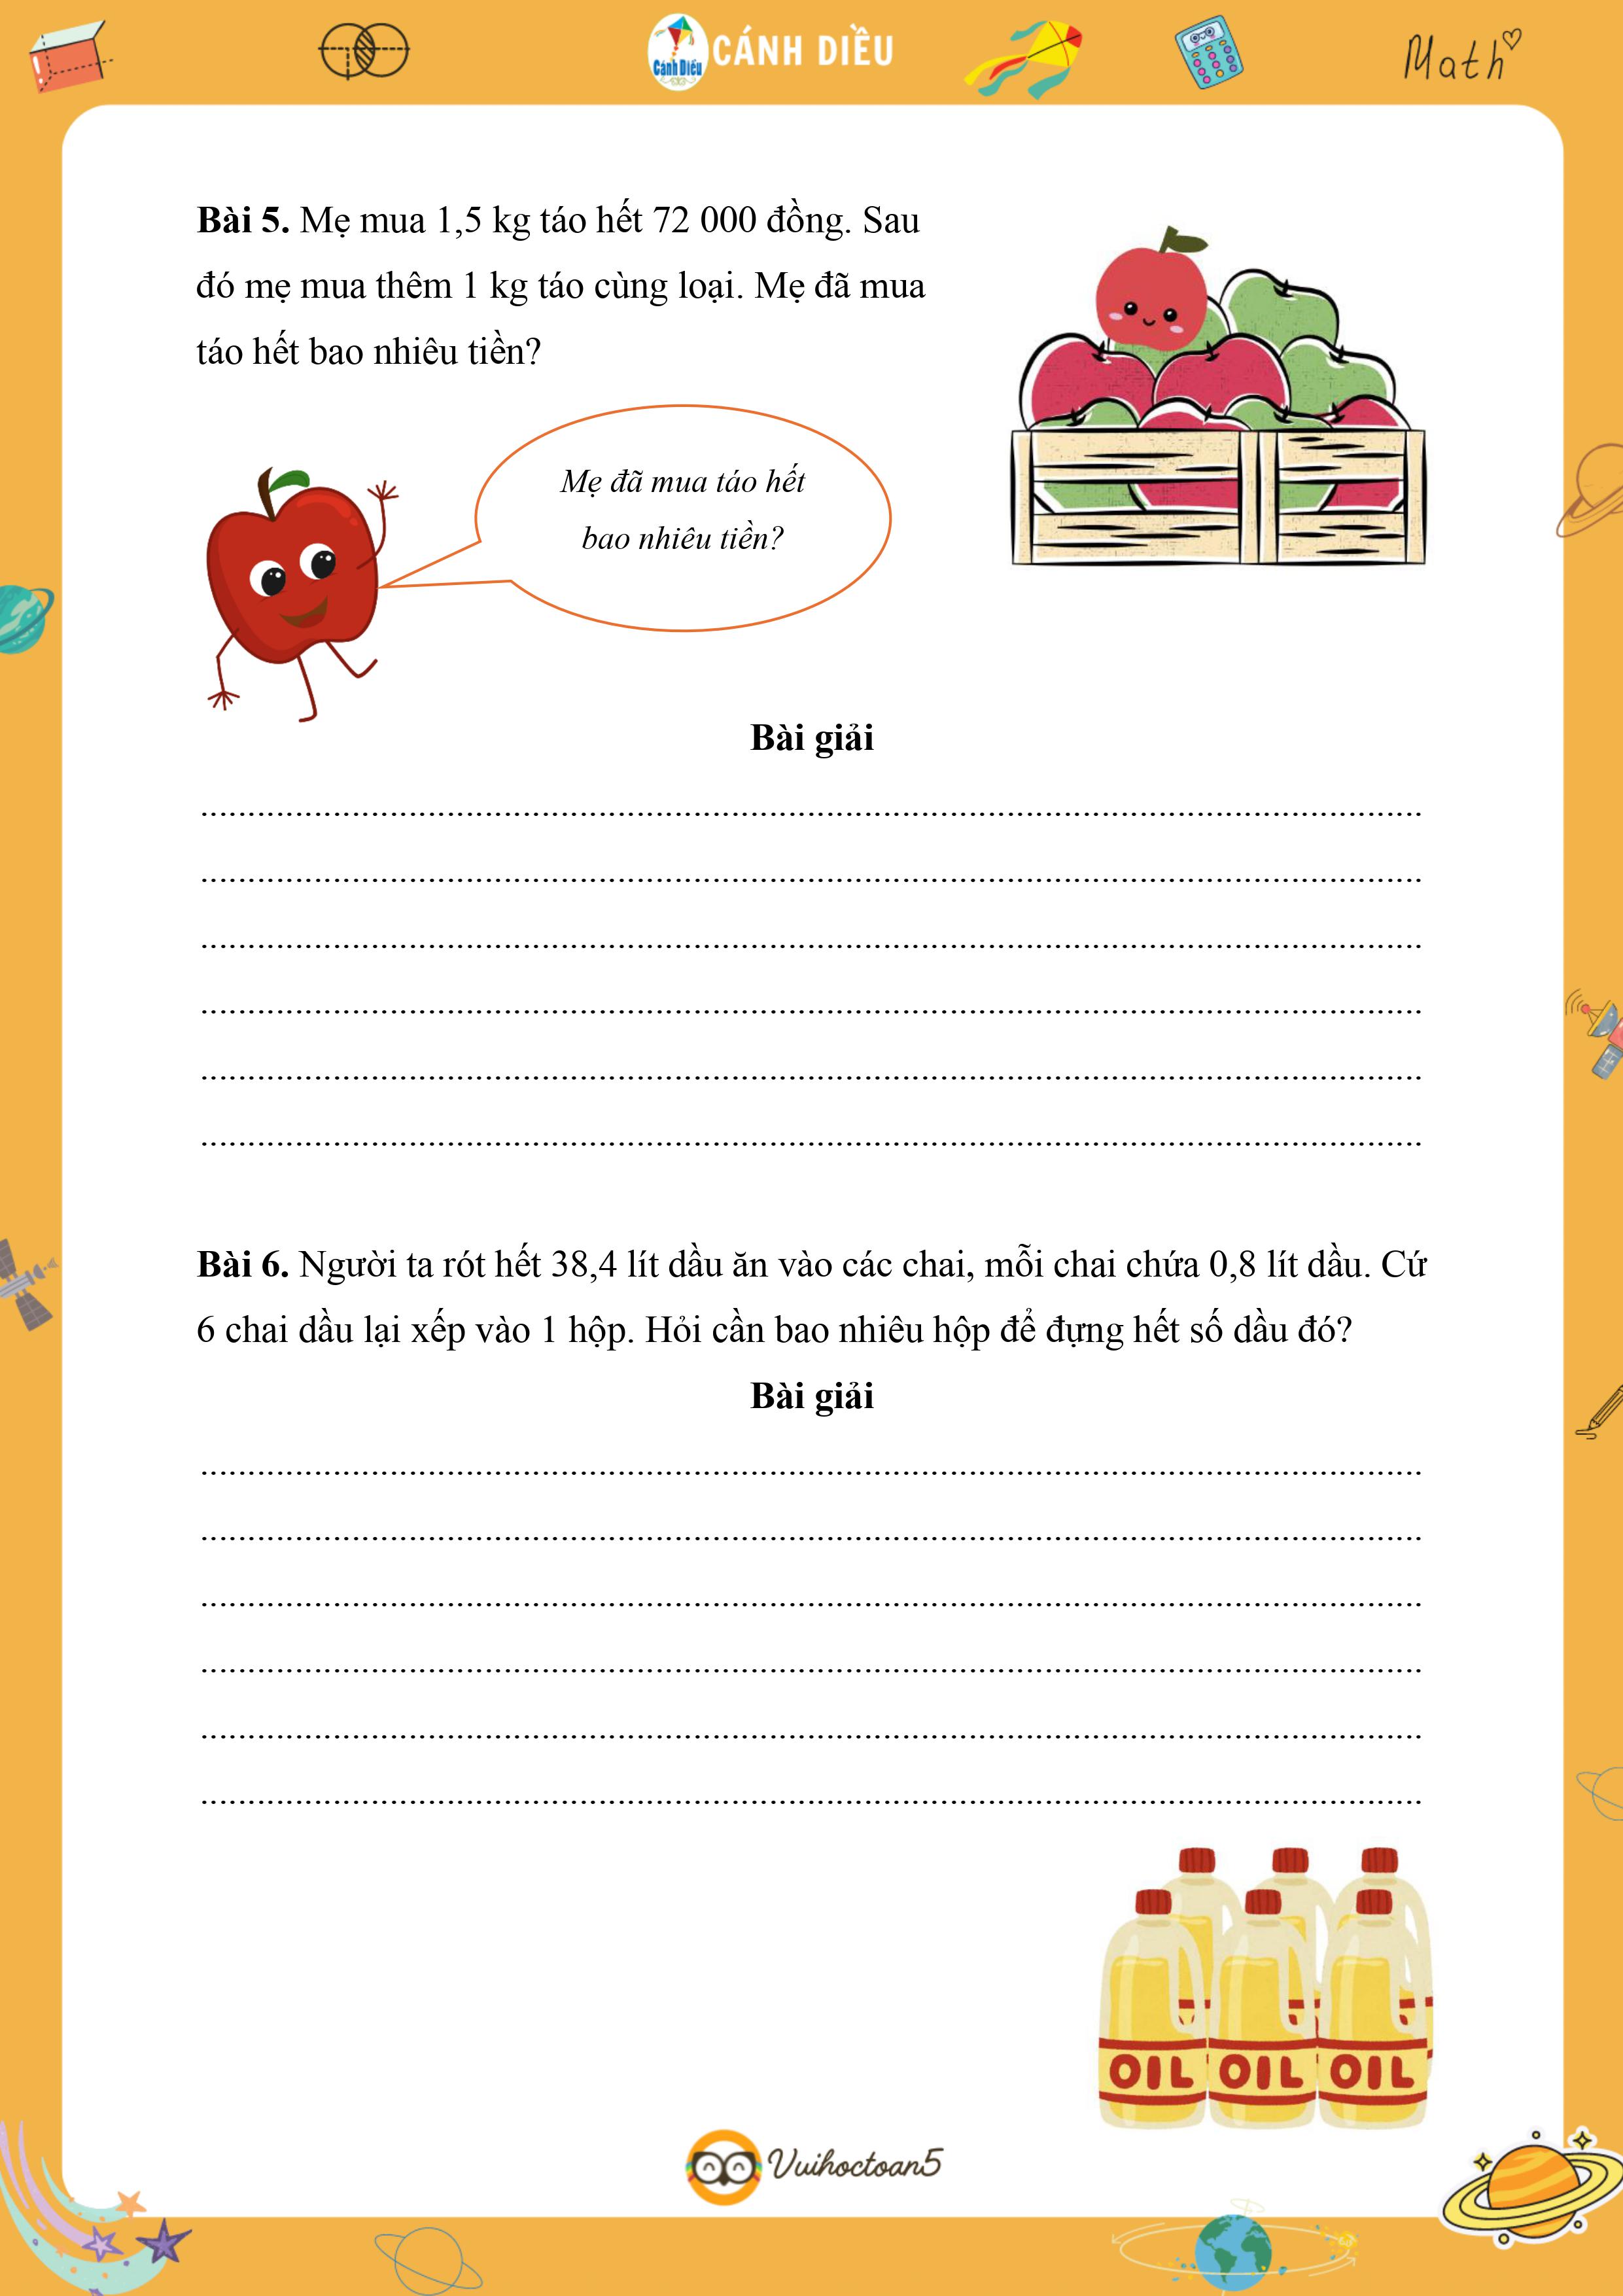 Cánh Diều CÁNH DIỀU
Math
Bài 5. Mẹ mua 1,5 kg táo hết 72 000 đồng. Sau
đó mẹ mua thêm 1 kg táo cùng loại. Mẹ đã mua
táo hết bao nhiêu tiền?
Mẹ đã mua táo hết
bao nhiêu tiền?
Bài giải
Bài 6. Người ta rót hết 38,4 lít dầu ăn vào các chai, mỗi chai chứa 0,8 lít dầu. Cứ
6 chai dầu lại xếp vào 1 hộp. Hỏi cần bao nhiêu hộp để đựng hết số dầu đó?
Bài giải
OIL OIL OIL
Vuihoctoan5